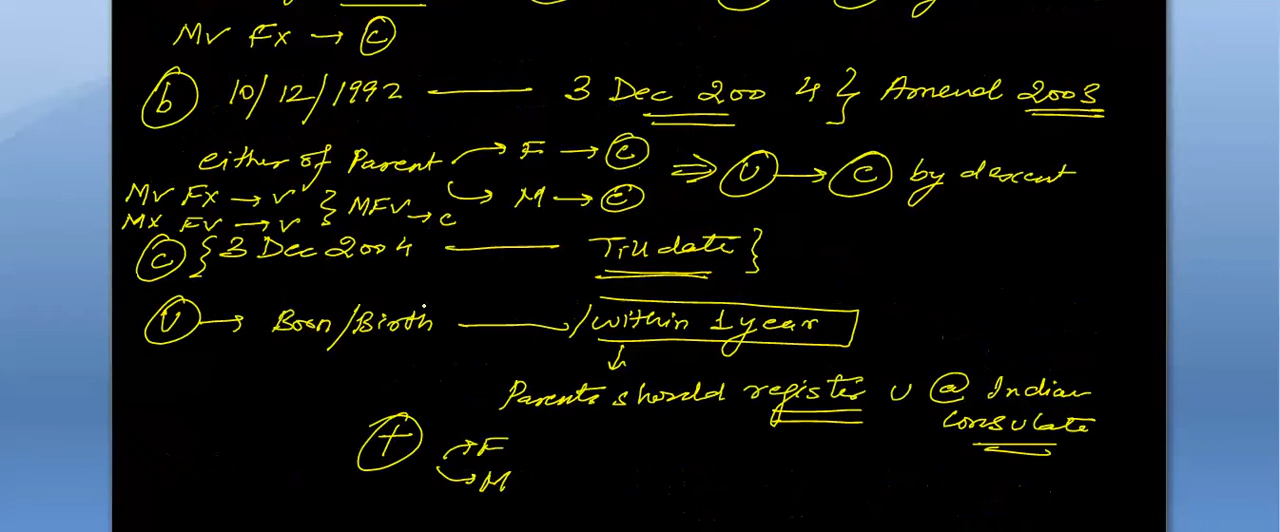 MV FX → C
b 10/12/1992 —— 3 Dec 2004 } Amend 2003
either of Parent → F → C ⇒ U → C by descent
→ M → C
MV FX → V } MFV → C
MX FV → V
C { 3 Dec 2004 —— Till date }
U → Born/Birth ——/within 1 year
↓
Parents should register U @ Indian
consulate
+ → F
→ M